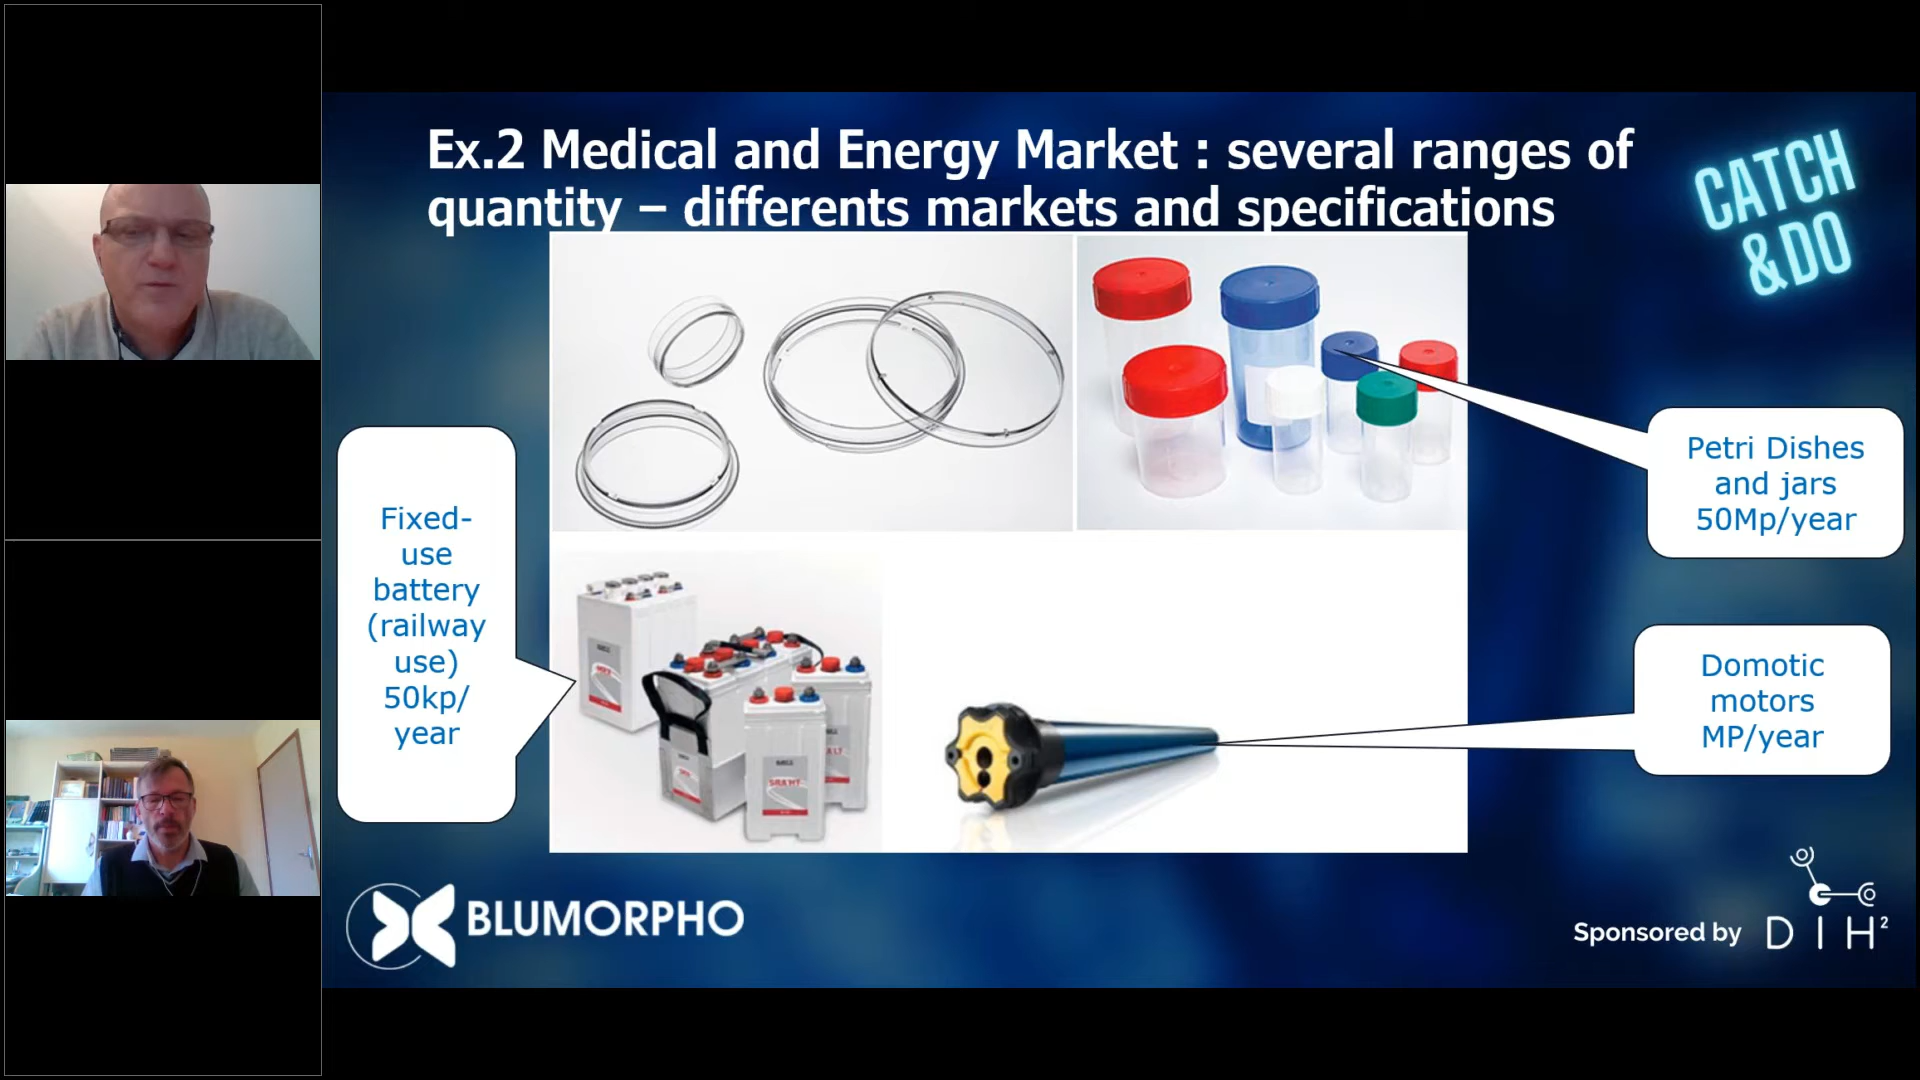 Ex.2 Medical and Energy Market : several ranges of
quantity – differents markets and specifications
CATCH
&DO
Fixed-
use
battery
(railway
use)
50kp/
year
Petri Dishes
and jars
50Mp/year
Domotic
motors
MP/year
BLUMORPHO
Sponsored by DIH²